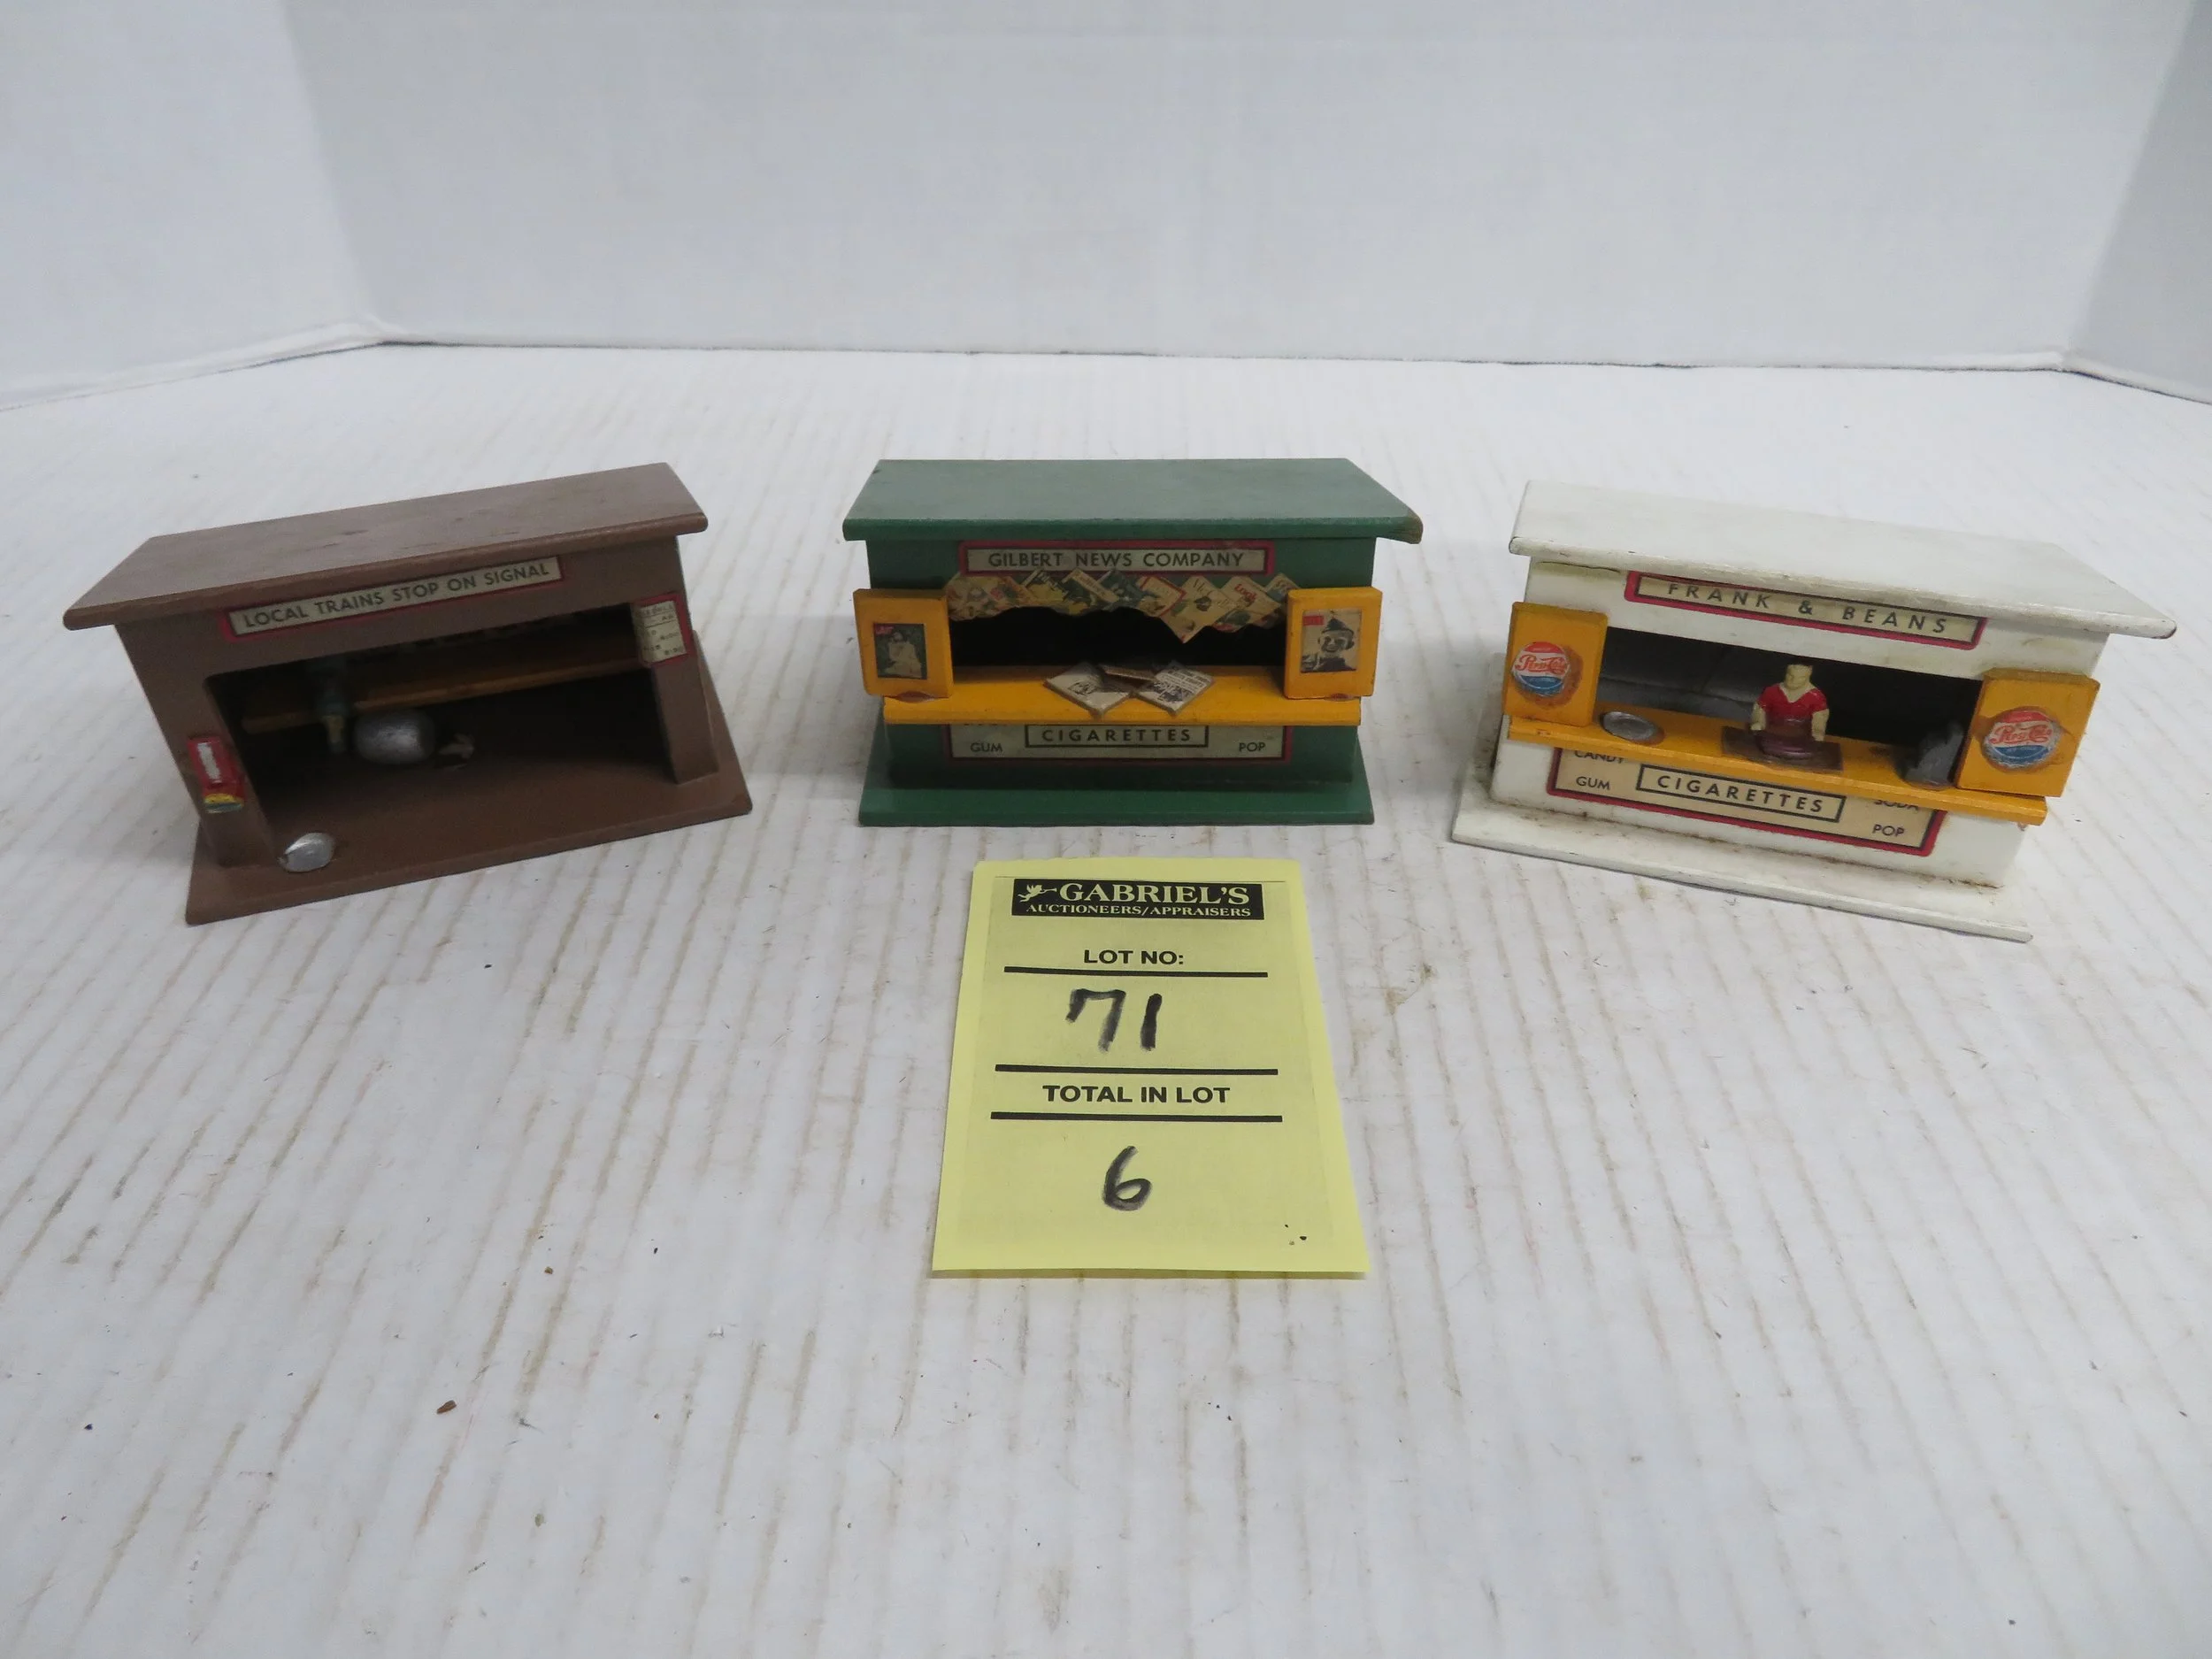 LOCAL TRAINS STOP ON SIGNAL
GILBERT NEWS COMPANY
LOOK
CIGARETTES
GUM
POP
FRANK & BEANS
CANDY
GUM
CIGARETTES
SODA
POP
GABRIEL'S
AUCTIONEERS/APPRAISERS
LOT NO:
71
TOTAL IN LOT
6